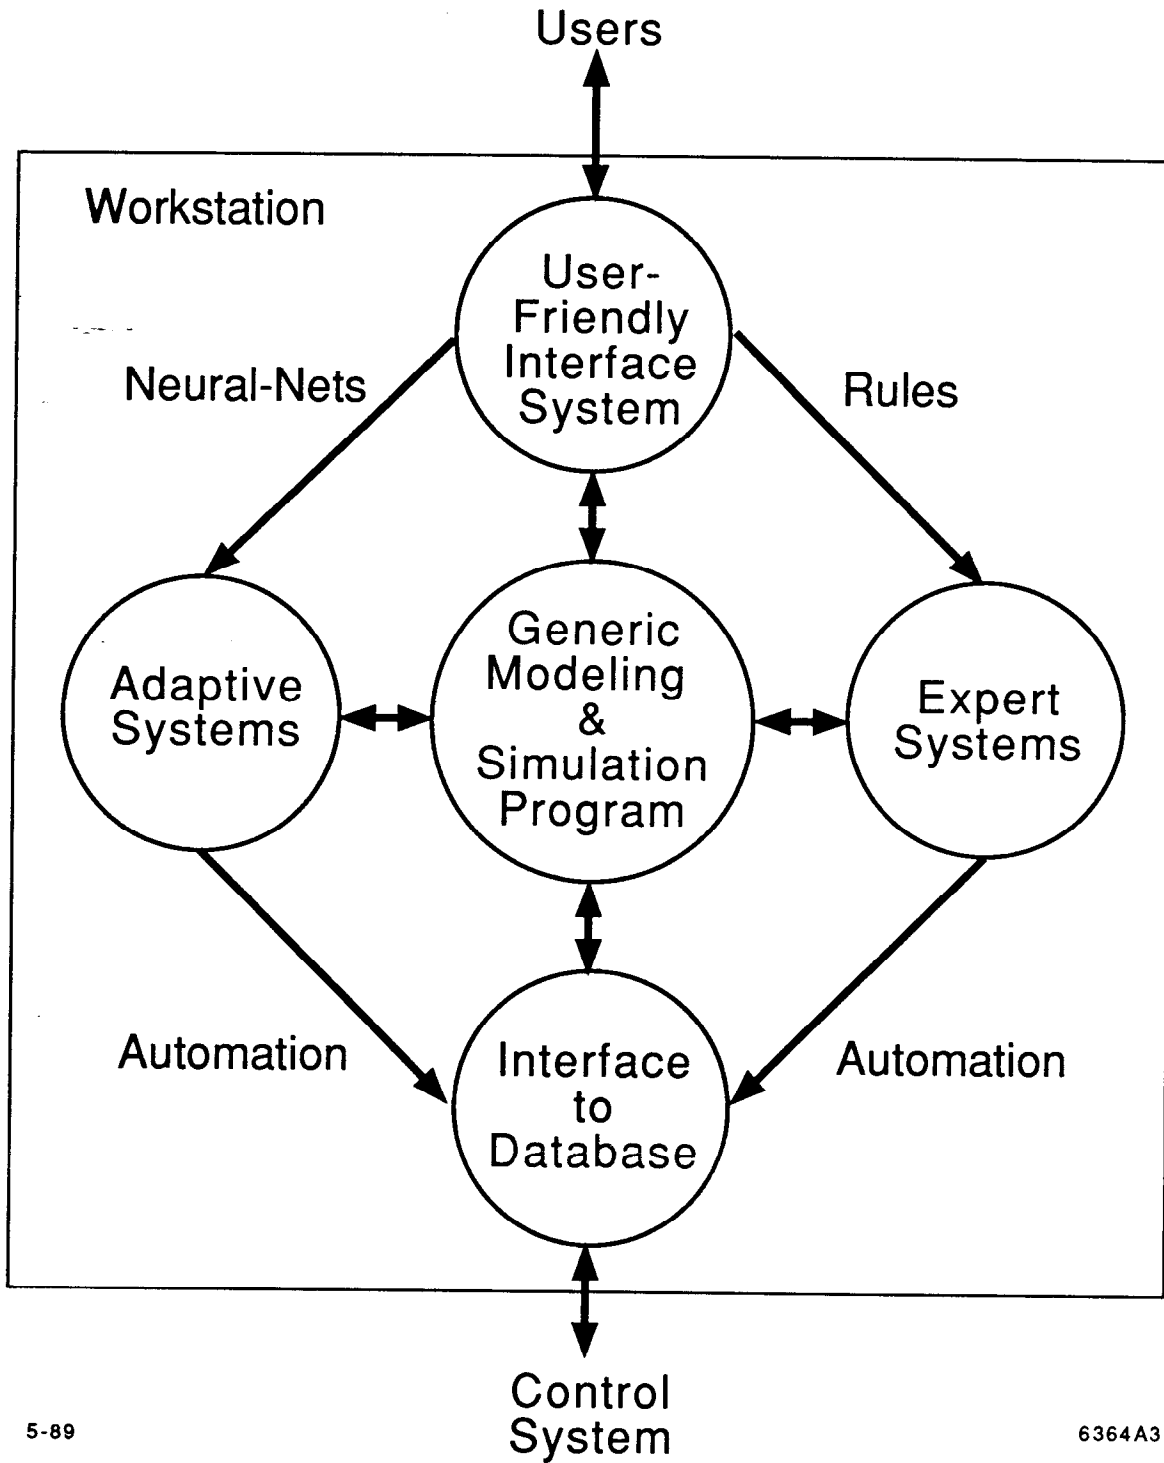 Users
Workstation
User-
Friendly
Interface
System
Neural-Nets
Rules
Adaptive
Systems
Generic
Modeling
&
Simulation
Program
Expert
Systems
Automation
Interface
to
Database
Automation
Control
System
5-89
6364A3